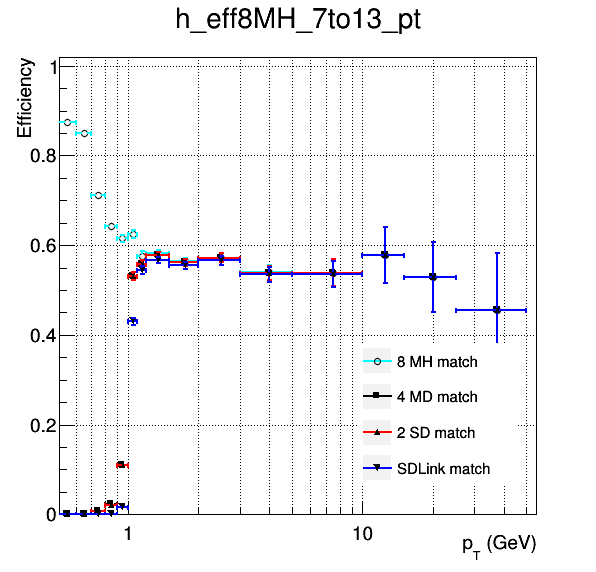 h_eff8MH_7to13_pt
Efficiency
1
0.8
0.6
0.4
0.2
0
8 MH match
4 MD match
2 SD match
SDLink match
1
10
p_T (GeV)